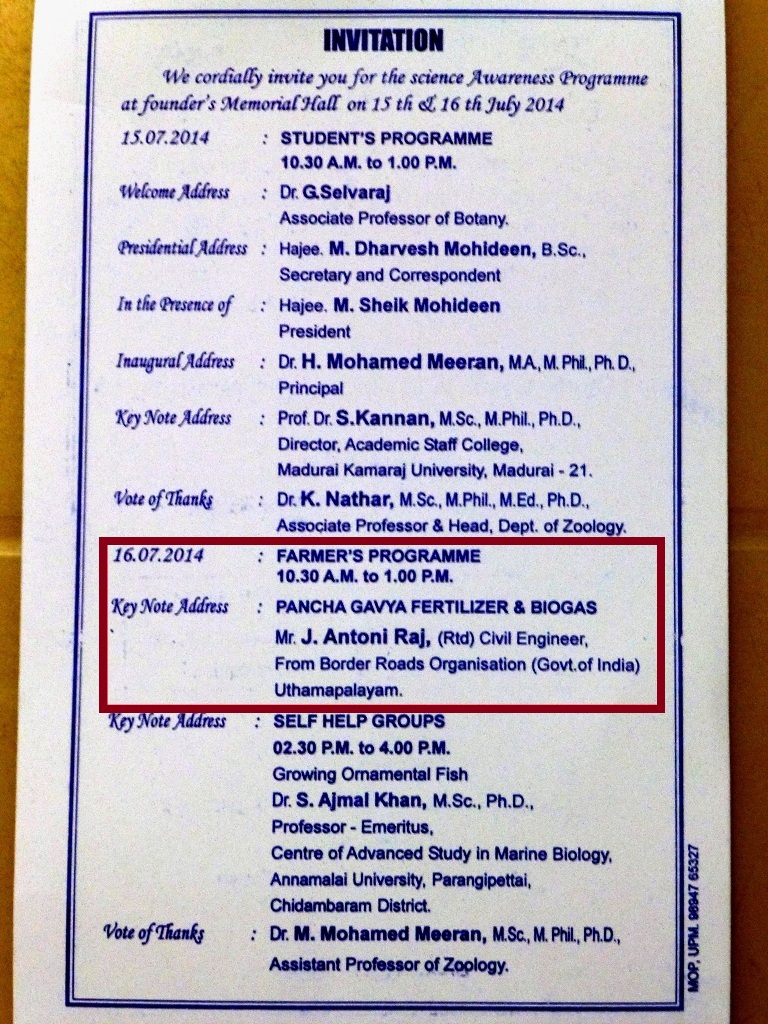 INVITATION
We cordially invite you for the science Awareness Programme
at founder's Memorial Hall on 15 th & 16 th July 2014
15.07.2014 : STUDENT'S PROGRAMME
10.30 A.M. to 1.00 P.M.
Welcome Address : Dr. G.Selvaraj
Associate Professor of Botany.
Presidential Address : Hajee. M. Dharvesh Mohideen, B.Sc.,
Secretary and Correspondent
In the Presence of : Hajee. M. Sheik Mohideen
President
Inaugural Address : Dr. H. Mohamed Meeran, M.A., M. Phil., Ph. D.,
Principal
Key Note Address : Prof. Dr. S.Kannan, M.Sc., M.Phil., Ph.D.,
Director, Academic Staff College,
Madurai Kamaraj University, Madurai - 21.
Vote of Thanks : Dr. K. Nathar, M.Sc., M.Phil., M.Ed., Ph.D.,
Associate Professor & Head, Dept. of Zoology.
16.07.2014 : FARMER'S PROGRAMME
10.30 A.M. to 1.00 P.M.
Key Note Address : PANCHA GAVYA FERTILIZER & BIOGAS
Mr. J. Antoni Raj, (Rtd) Civil Engineer,
From Border Roads Organisation (Govt.of India)
Uthamapalayam.
Key Note Address : SELF HELP GROUPS
02.30 P.M. to 4.00 P.M.
Growing Ornamental Fish
Dr. S. Ajmal Khan, M.Sc., Ph.D.,
Professor - Emeritus,
Centre of Advanced Study in Marine Biology,
Annamalai University, Parangipettai,
Chidambaram District.
Vote of Thanks : Dr. M. Mohamed Meeran, M.Sc., M. Phil., Ph.D.,
Assistant Professor of Zoology.
MOP, UPM. 98947 65327